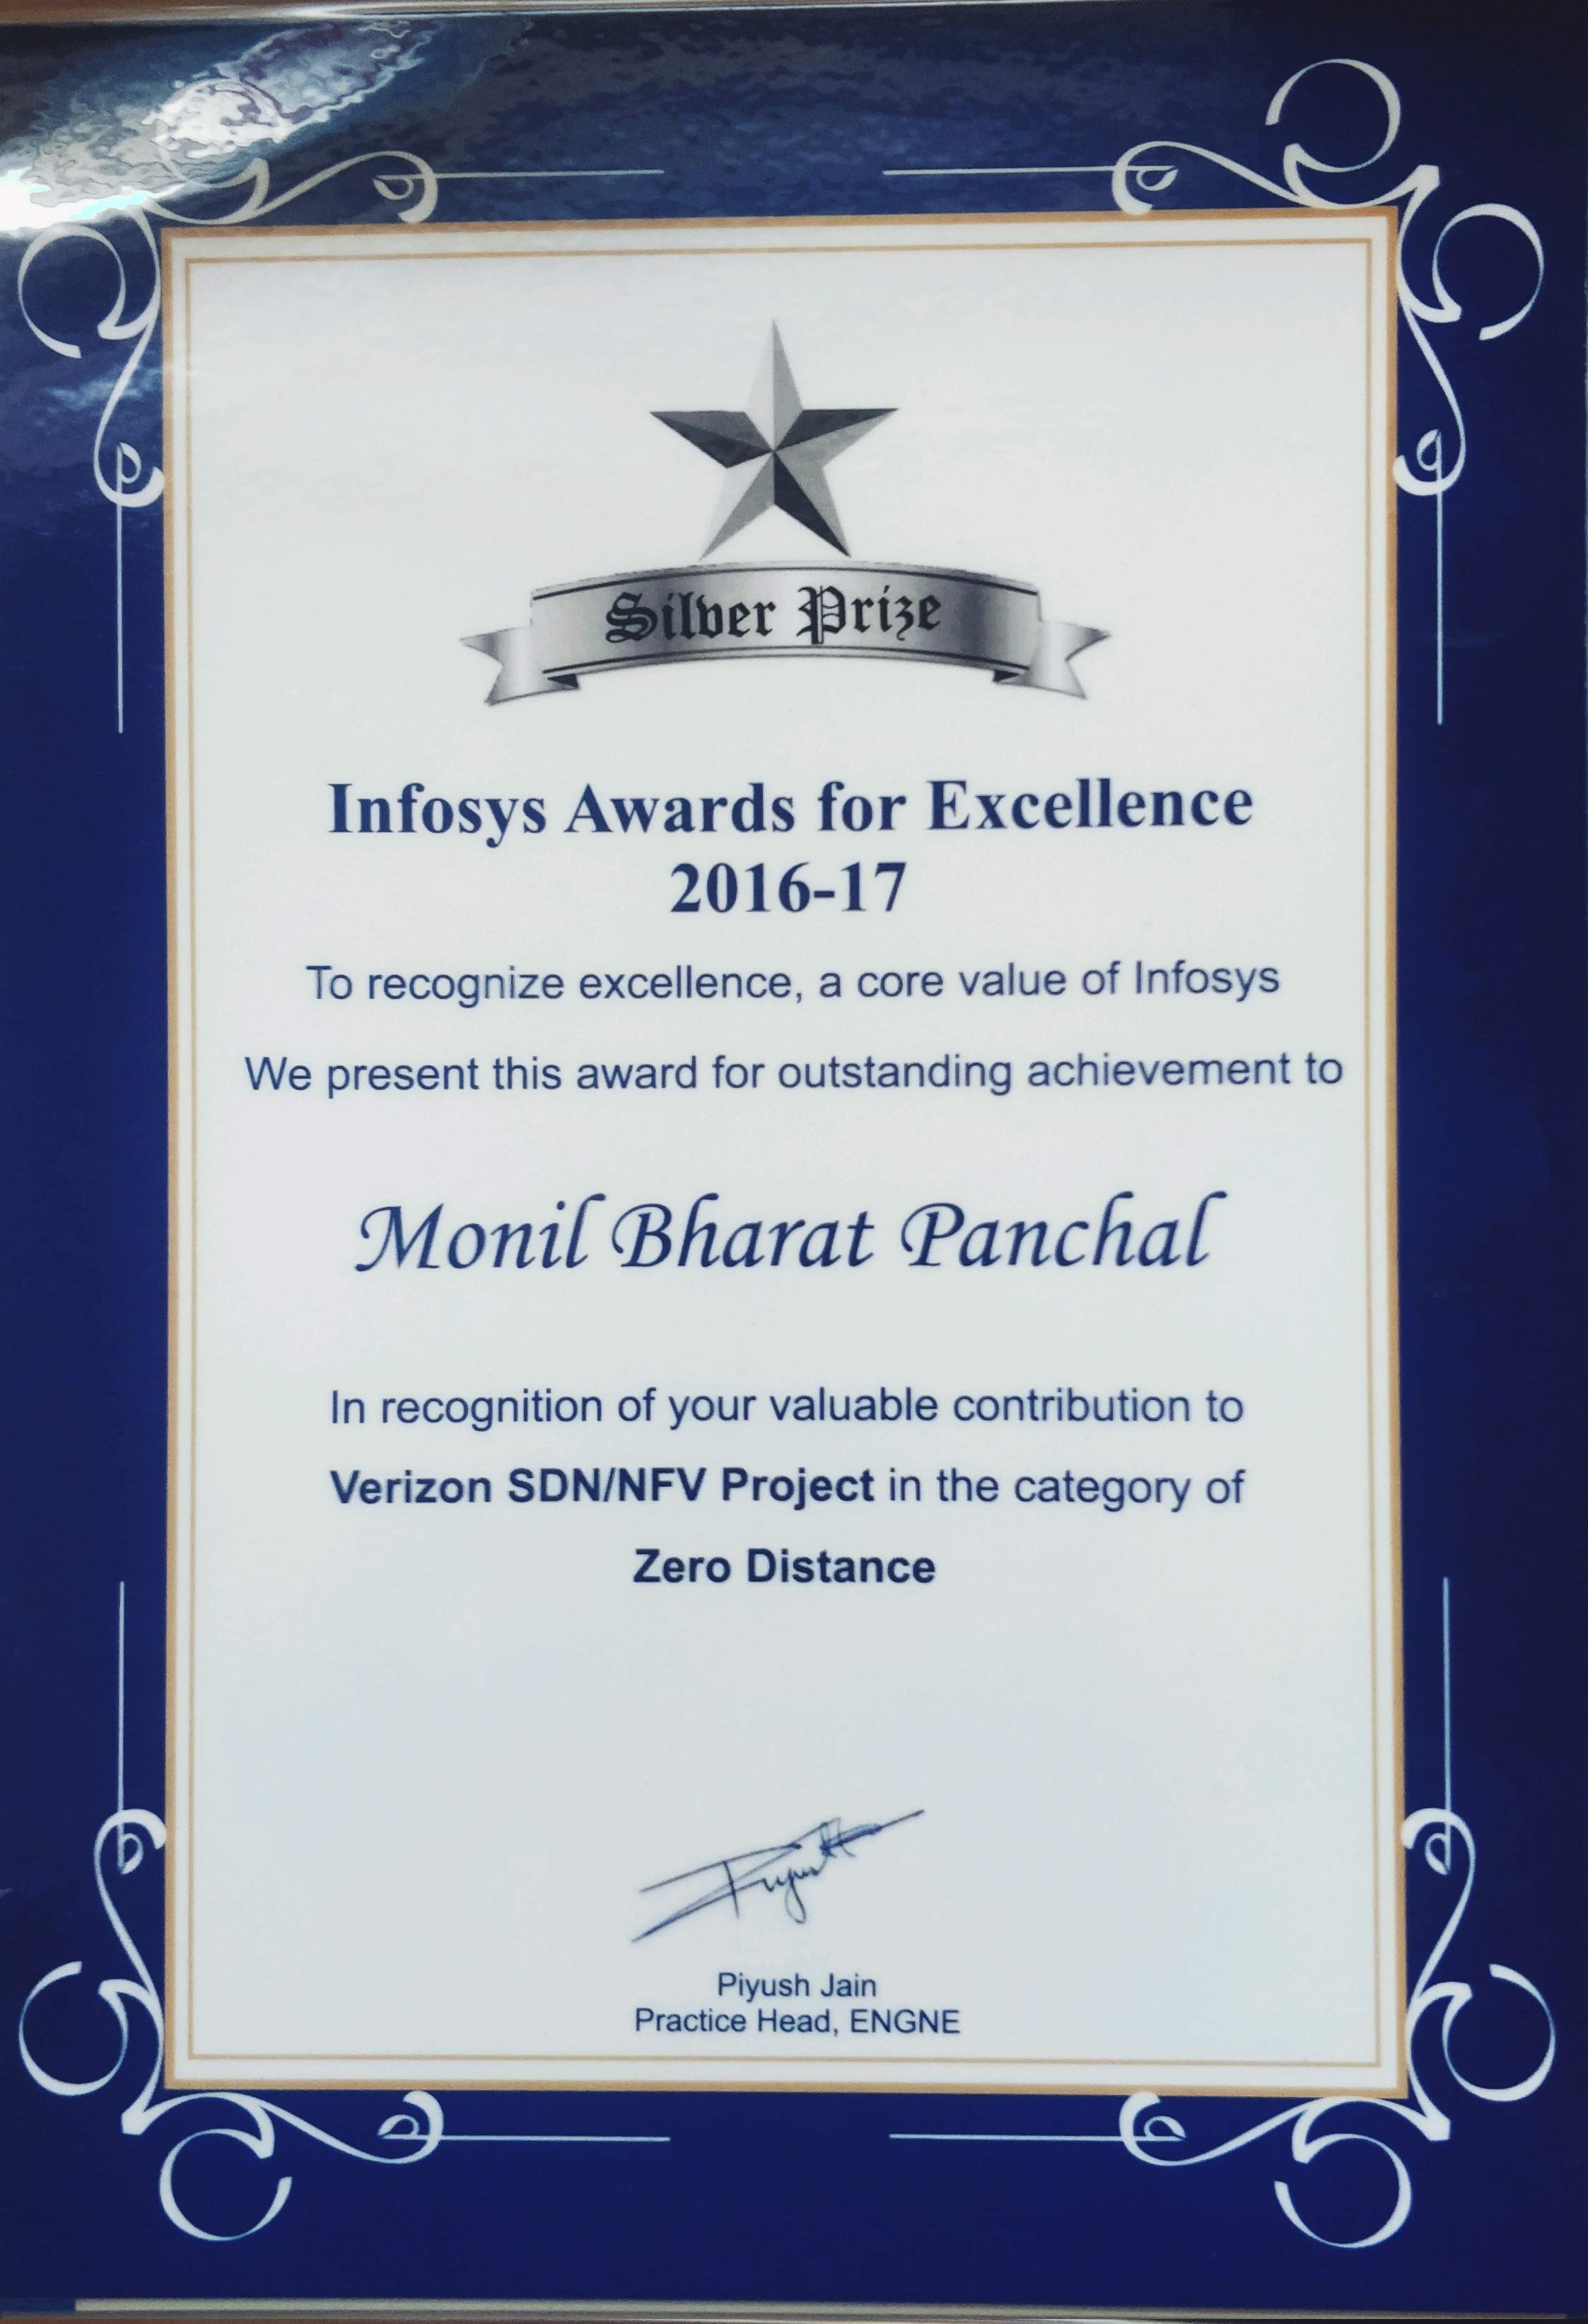 Silver Prize
Infosys Awards for Excellence
2016-17
To recognize excellence, a core value of Infosys
We present this award for outstanding achievement to
Monil Bharat Panchal
In recognition of your valuable contribution to
Verizon SDN/NFV Project in the category of
Zero Distance
Piyush Jain
Practice Head, ENGNE